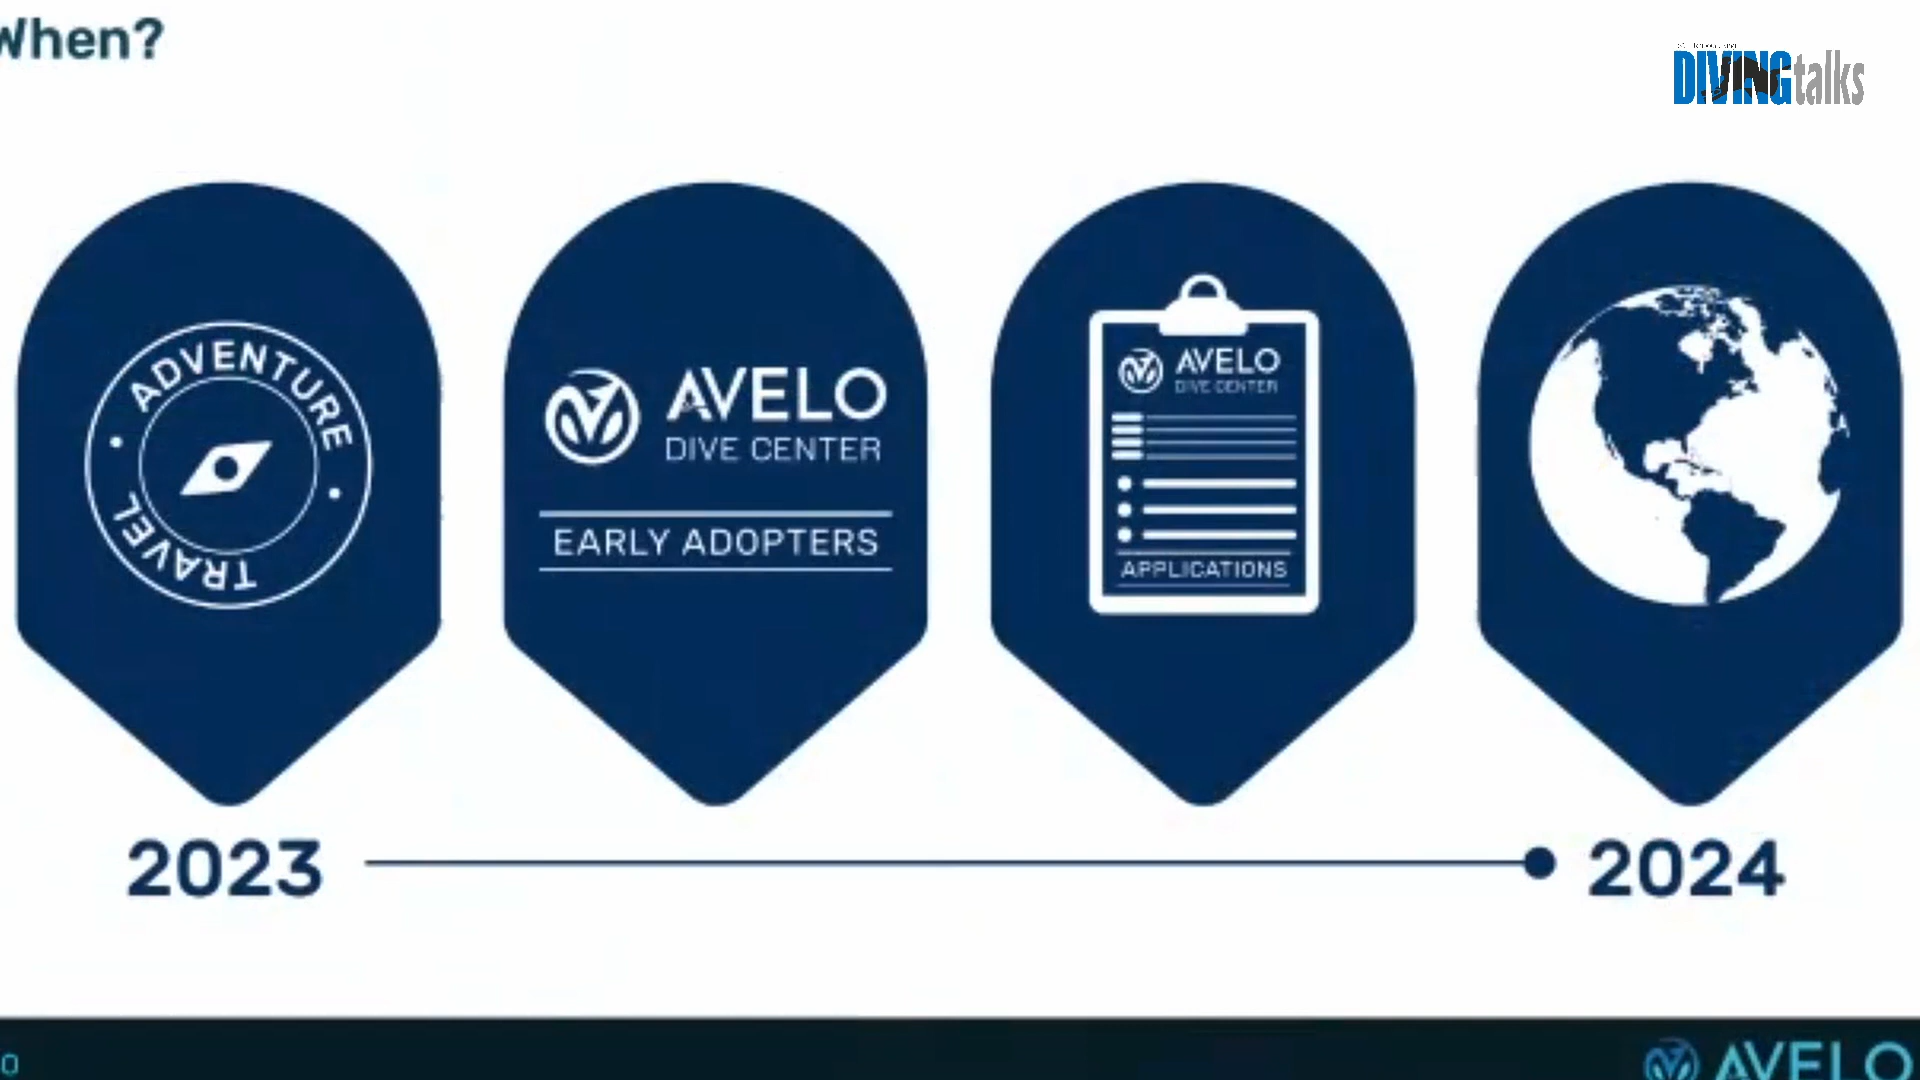 When?
DIVINGtalks
ADVENTURE
TRAVEL
AVELO
DIVE CENTER
EARLY ADOPTERS
AVELO
DIVE CENTER
APPLICATIONS
2023
2024
AVELO